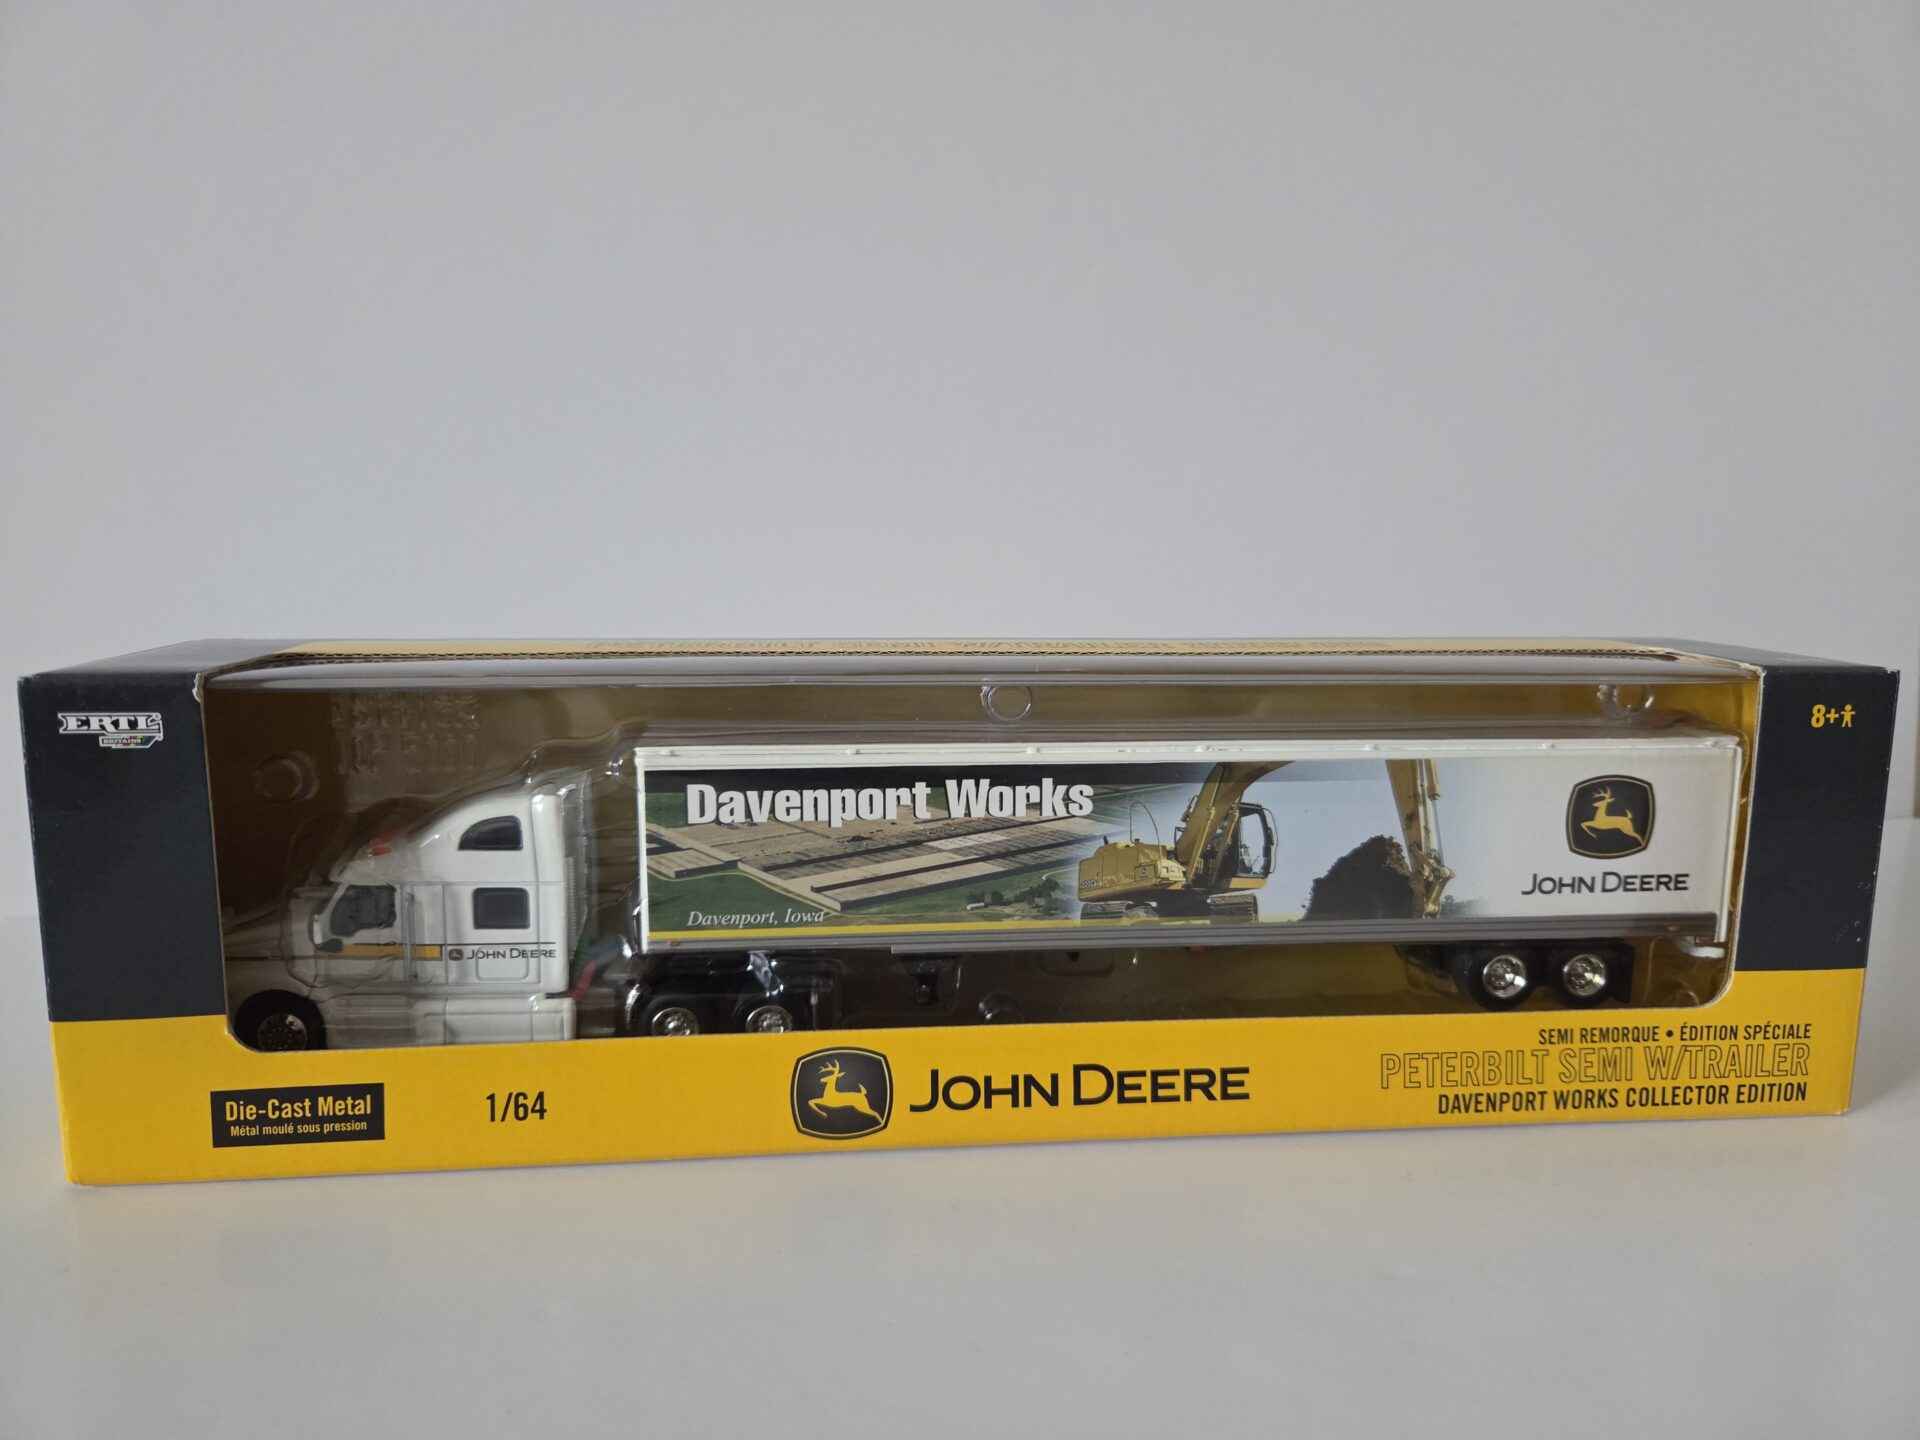 ERTL
BRITAINS
8+
Davenport Works
Davenport, Iowa
JOHN DEERE
JOHN DEERE
Die-Cast Metal
Métal moulé sous pression
1/64
JOHN DEERE
SEMI REMORQUE • ÉDITION SPÉCIALE
PETERBILT SEMI W/TRAILER
DAVENPORT WORKS COLLECTOR EDITION